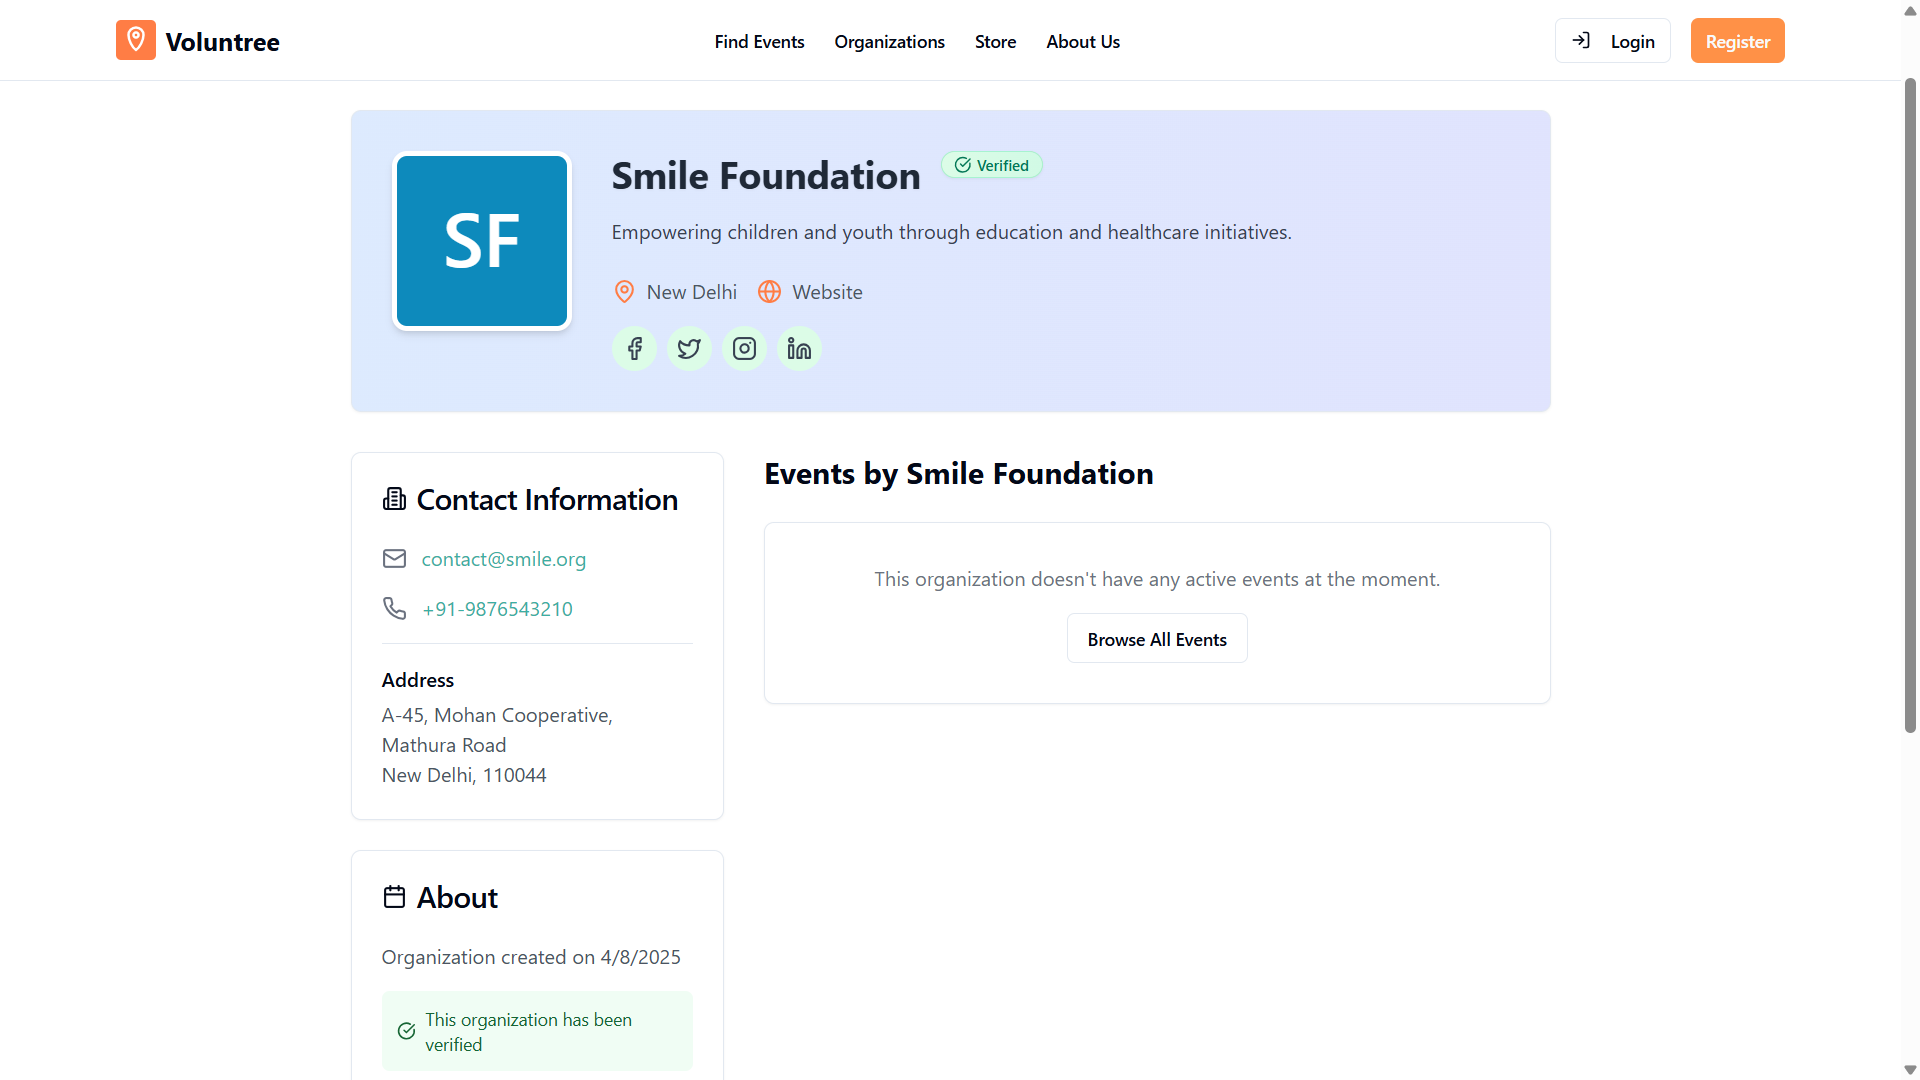 Voluntree
Find Events
Organizations
Store
About Us
Login
Register
SF
Smile Foundation
Verified
Empowering children and youth through education and healthcare initiatives.
New Delhi
Website
Contact Information
contact@smile.org
+91-9876543210
Address
A-45, Mohan Cooperative,
Mathura Road
New Delhi, 110044
About
Organization created on 4/8/2025
This organization has been
verified
Events by Smile Foundation
This organization doesn't have any active events at the moment.
Browse All Events